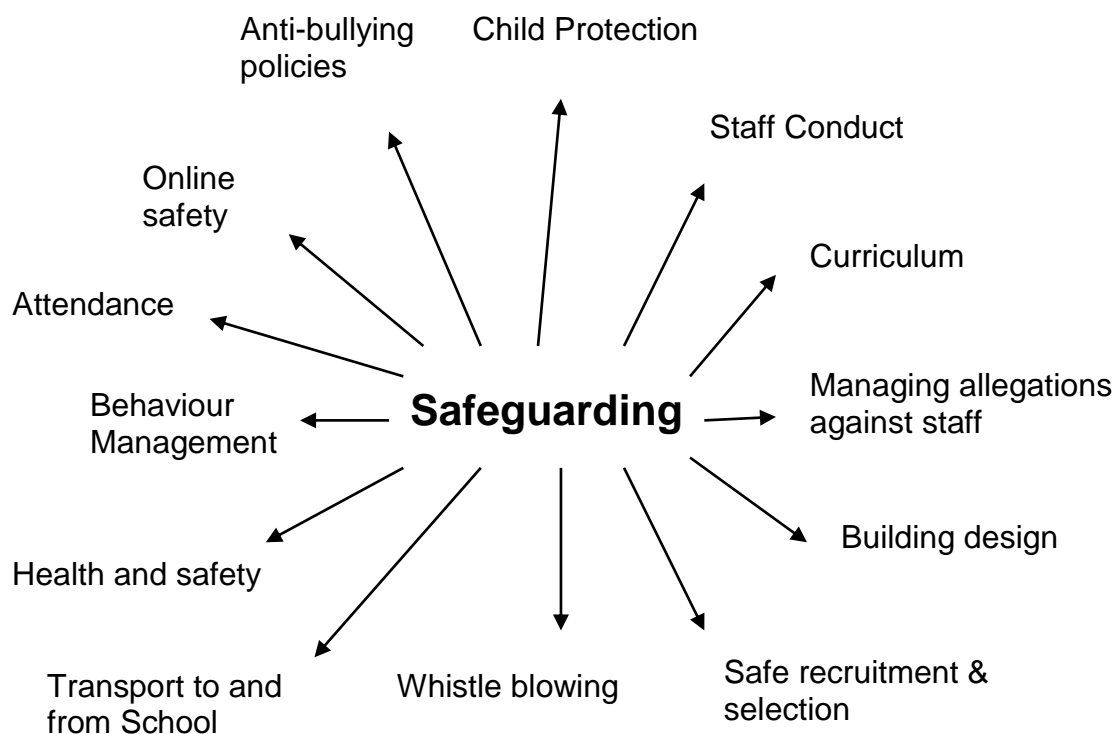 Anti-bullying
policies
Child Protection
Staff Conduct
Online
safety
Curriculum
Attendance
Managing allegations
against staff
Behaviour
Management
Safeguarding
Building design
Health and safety
Transport to and
from School
Whistle blowing
Safe recruitment &
selection